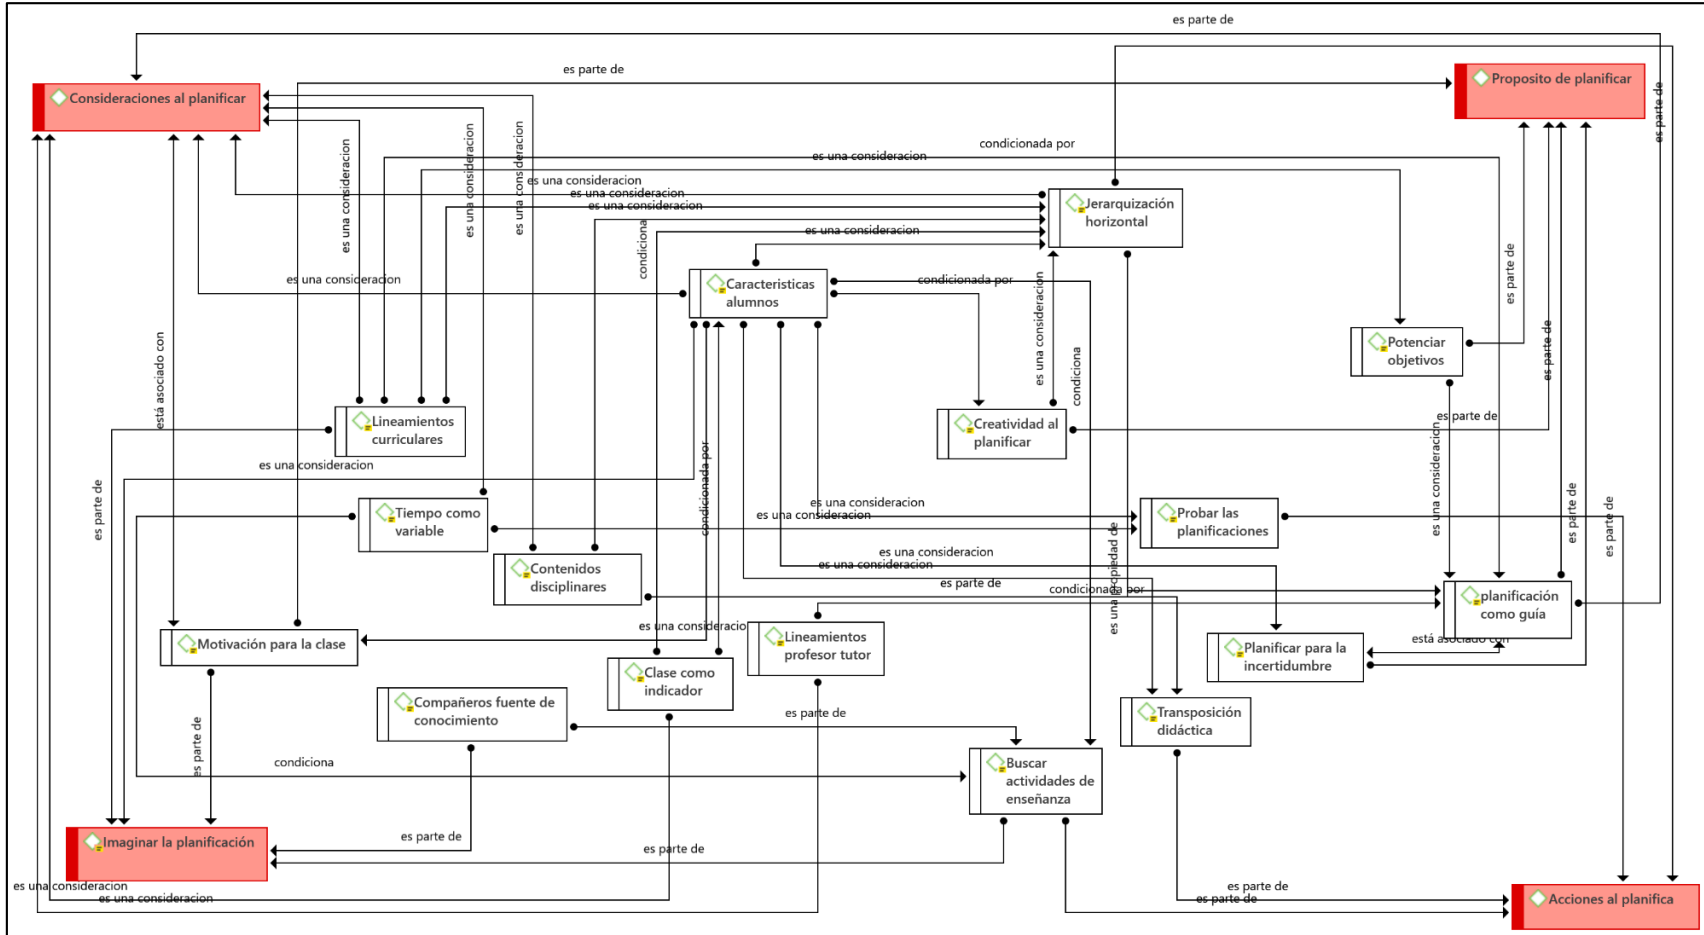 es parte de
es parte de
Consideraciones al planificar
Proposito de planificar
es parte de
es parte de
condicionada por
es una consideracion
es una consideracion
es una consideracion
es una consideracion
es una consideracion
es una consideracion
es una consideracion
Jerarquización
horizontal
es una consideracion
condiciona
es parte de
es una consideracion
Caracteristicas
alumnos
condicionada por
es una consideracion
condiciona
es parte de
Potenciar
objetivos
está asociado con
Lineamientos
curriculares
Creatividad al
planificar
es parte de
es una consideracion
es una consideracion
condicionada por
es parte de
Tiempo como
variable
es una consideracion
es una consideracion
Probar las
planificaciones
es parte de
es parte de
Contenidos
disciplinares
es una consideracion
es una consideracion
es parte de
condicionada por
es una propiedad de
planificación
como guía
Motivación para la clase
es una consideracio
Lineamientos
profesor tutor
Planificar para la
incertidumbre
está asociado con
Clase como
indicador
Compañeros fuente de
conocimiento
es parte de
Transposición
didáctica
es parte de
condiciona
Buscar
actividades de
enseñanza
es parte de
Imaginar la planificación
es parte de
es una consideracion
es una consideracion
es parte de
es parte de
Acciones al planifica